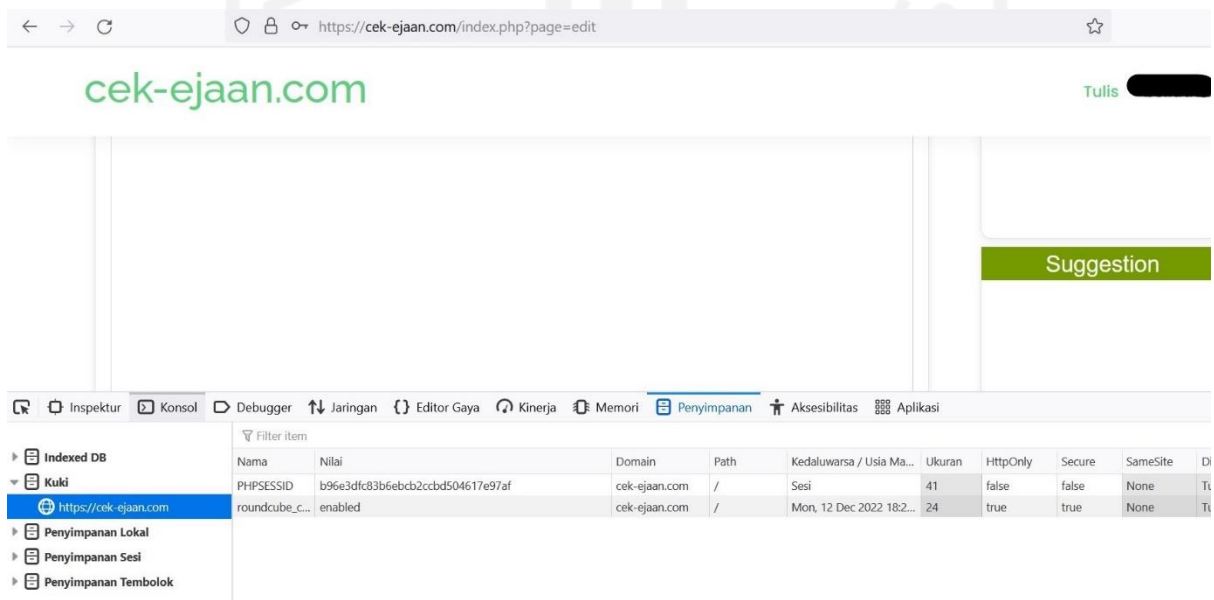 https://cek-ejaan.com/index.php?page=edit
cek-ejaan.com
Tulis
Suggestion
Inspektur Konsol Debugger Jaringan {} Editor Gaya Kinerja Memori Penyimpanan Aksesibilitas Aplikasi
Filter item
Indexed DB
Kuki
https://cek-ejaan.com
Penyimpanan Lokal
Penyimpanan Sesi
Penyimpanan Tembolok
Nama Nilai Domain Path Kedaluwarsa / Usia Ma... Ukuran HttpOnly Secure SameSite
PHPSESSID b96e3dfc83b6ebcb2ccbd504617e97af cek-ejaan.com / Sesi 41 false false None
roundcube_c... enabled cek-ejaan.com / Mon, 12 Dec 2022 18:2... 24 true true None